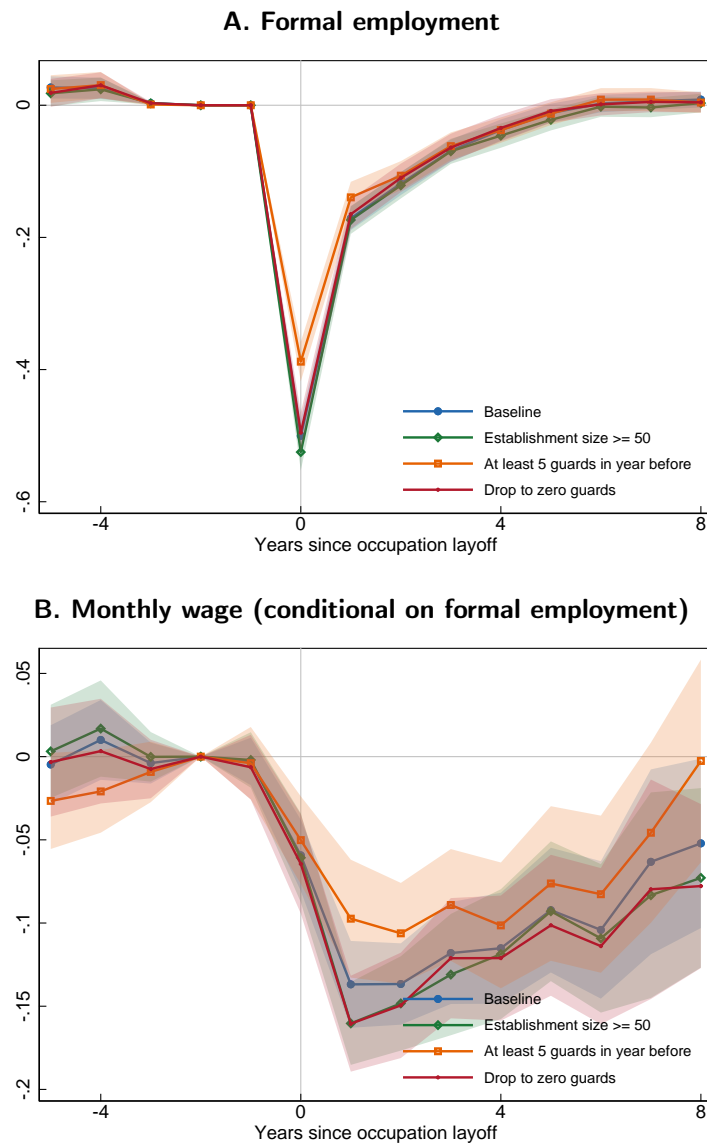 A. Formal employment
0
-.2
-.4
-.6
-4
0
4
8
Years since occupation layoff
Baseline
Establishment size >= 50
At least 5 guards in year before
Drop to zero guards
B. Monthly wage (conditional on formal employment)
.05
0
-.05
-.1
-.15
-.2
-4
0
4
8
Years since occupation layoff
Baseline
Establishment size >= 50
At least 5 guards in year before
Drop to zero guards